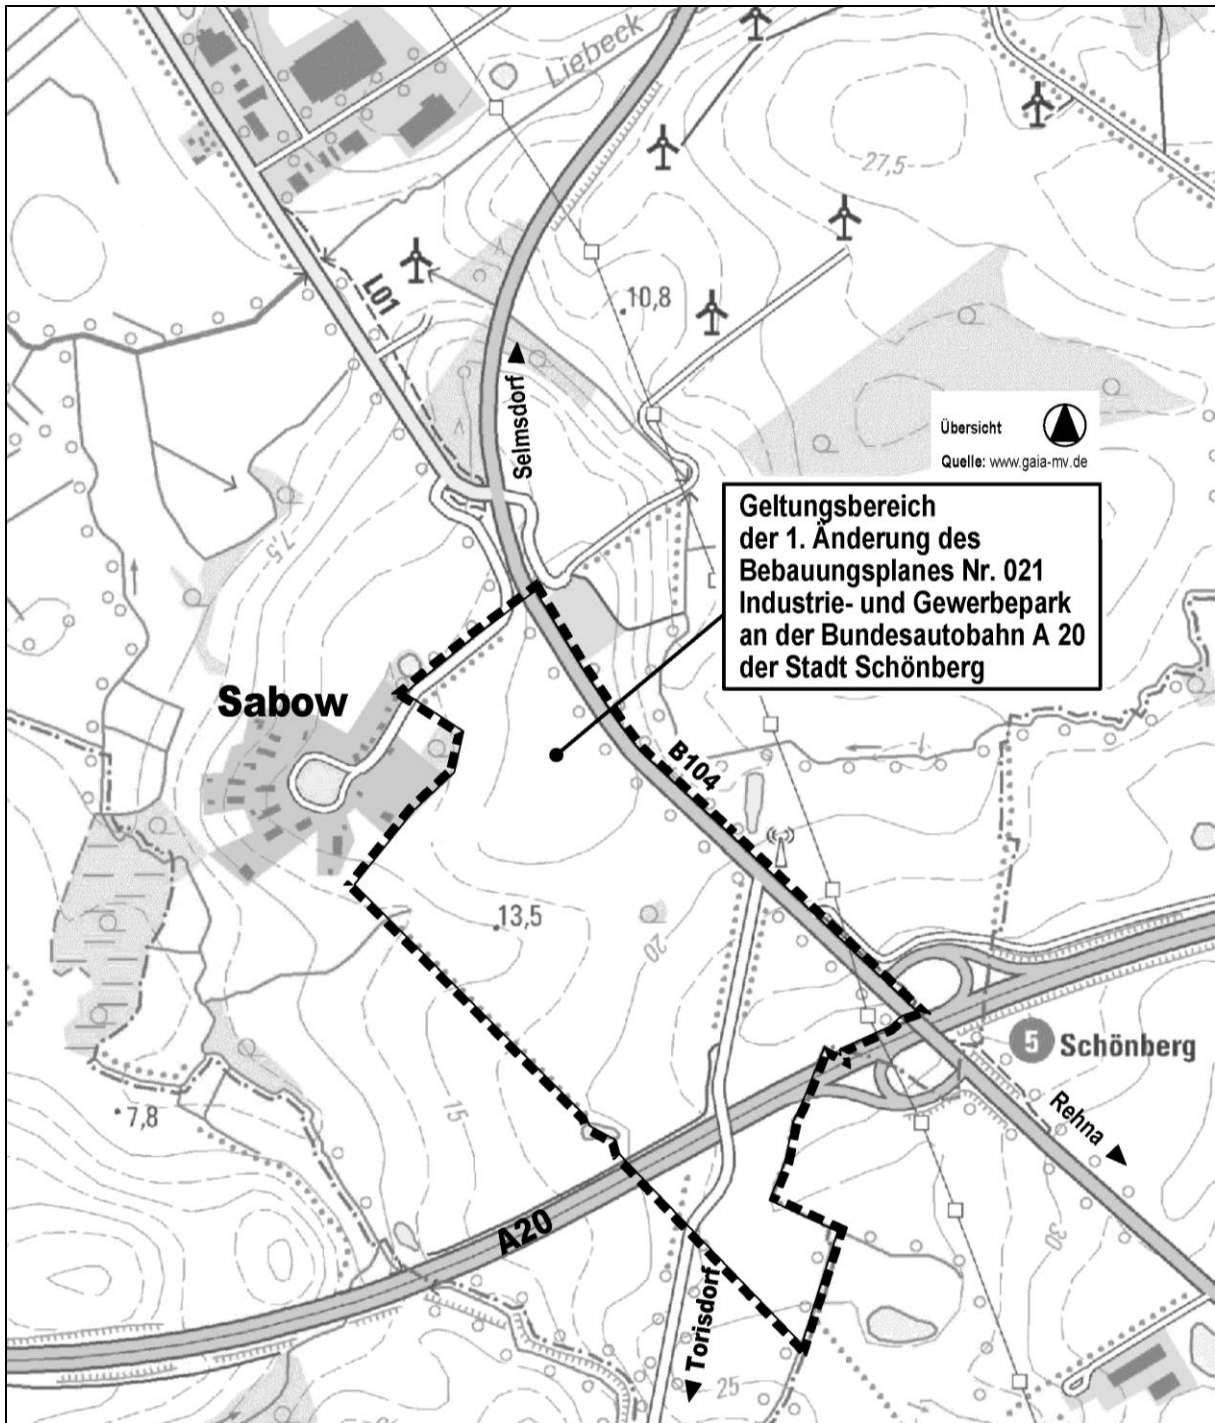 Liebeck
27,5
L01
10,8
Selmsdorf
Übersicht
Quelle: www.gaia-mv.de
Geltungsbereich
der 1. Änderung des
Bebauungsplanes Nr. 021
Industrie- und Gewerbepark
an der Bundesautobahn A 20
der Stadt Schönberg
7,5
Sabow
B104
13,5
20
5 Schönberg
7,8
15
Rehna
A20
30
Torisdorf
25